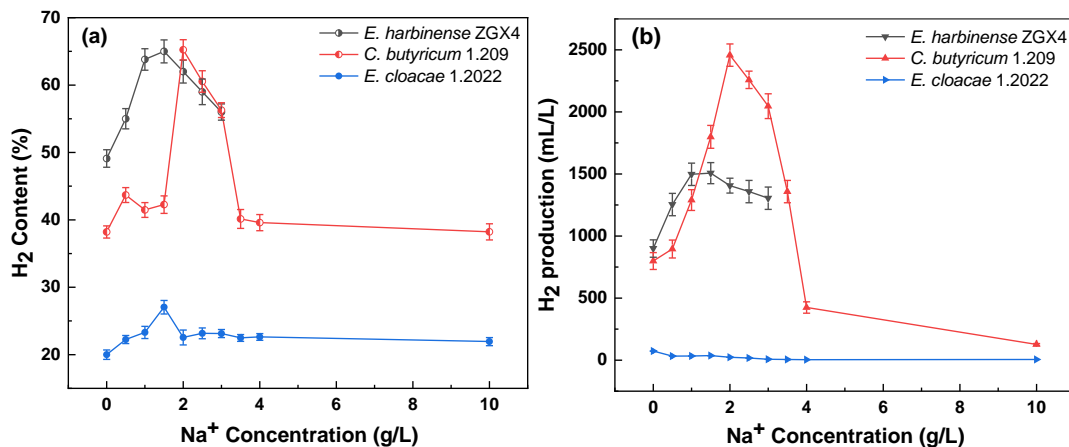 (a)
E. harbinense ZGX4
C. butyricum 1.209
E. cloacae 1.2022
70
60
50
40
30
20
H2 Content (%)
0 2 4 6 8 10
Na+ Concentration (g/L)
(b)
E. harbinense ZGX4
C. butyricum 1.209
E. cloacae 1.2022
2500
2000
1500
1000
500
0
H2 production (mL/L)
0 2 4 6 8 10
Na+ Concentration (g/L)